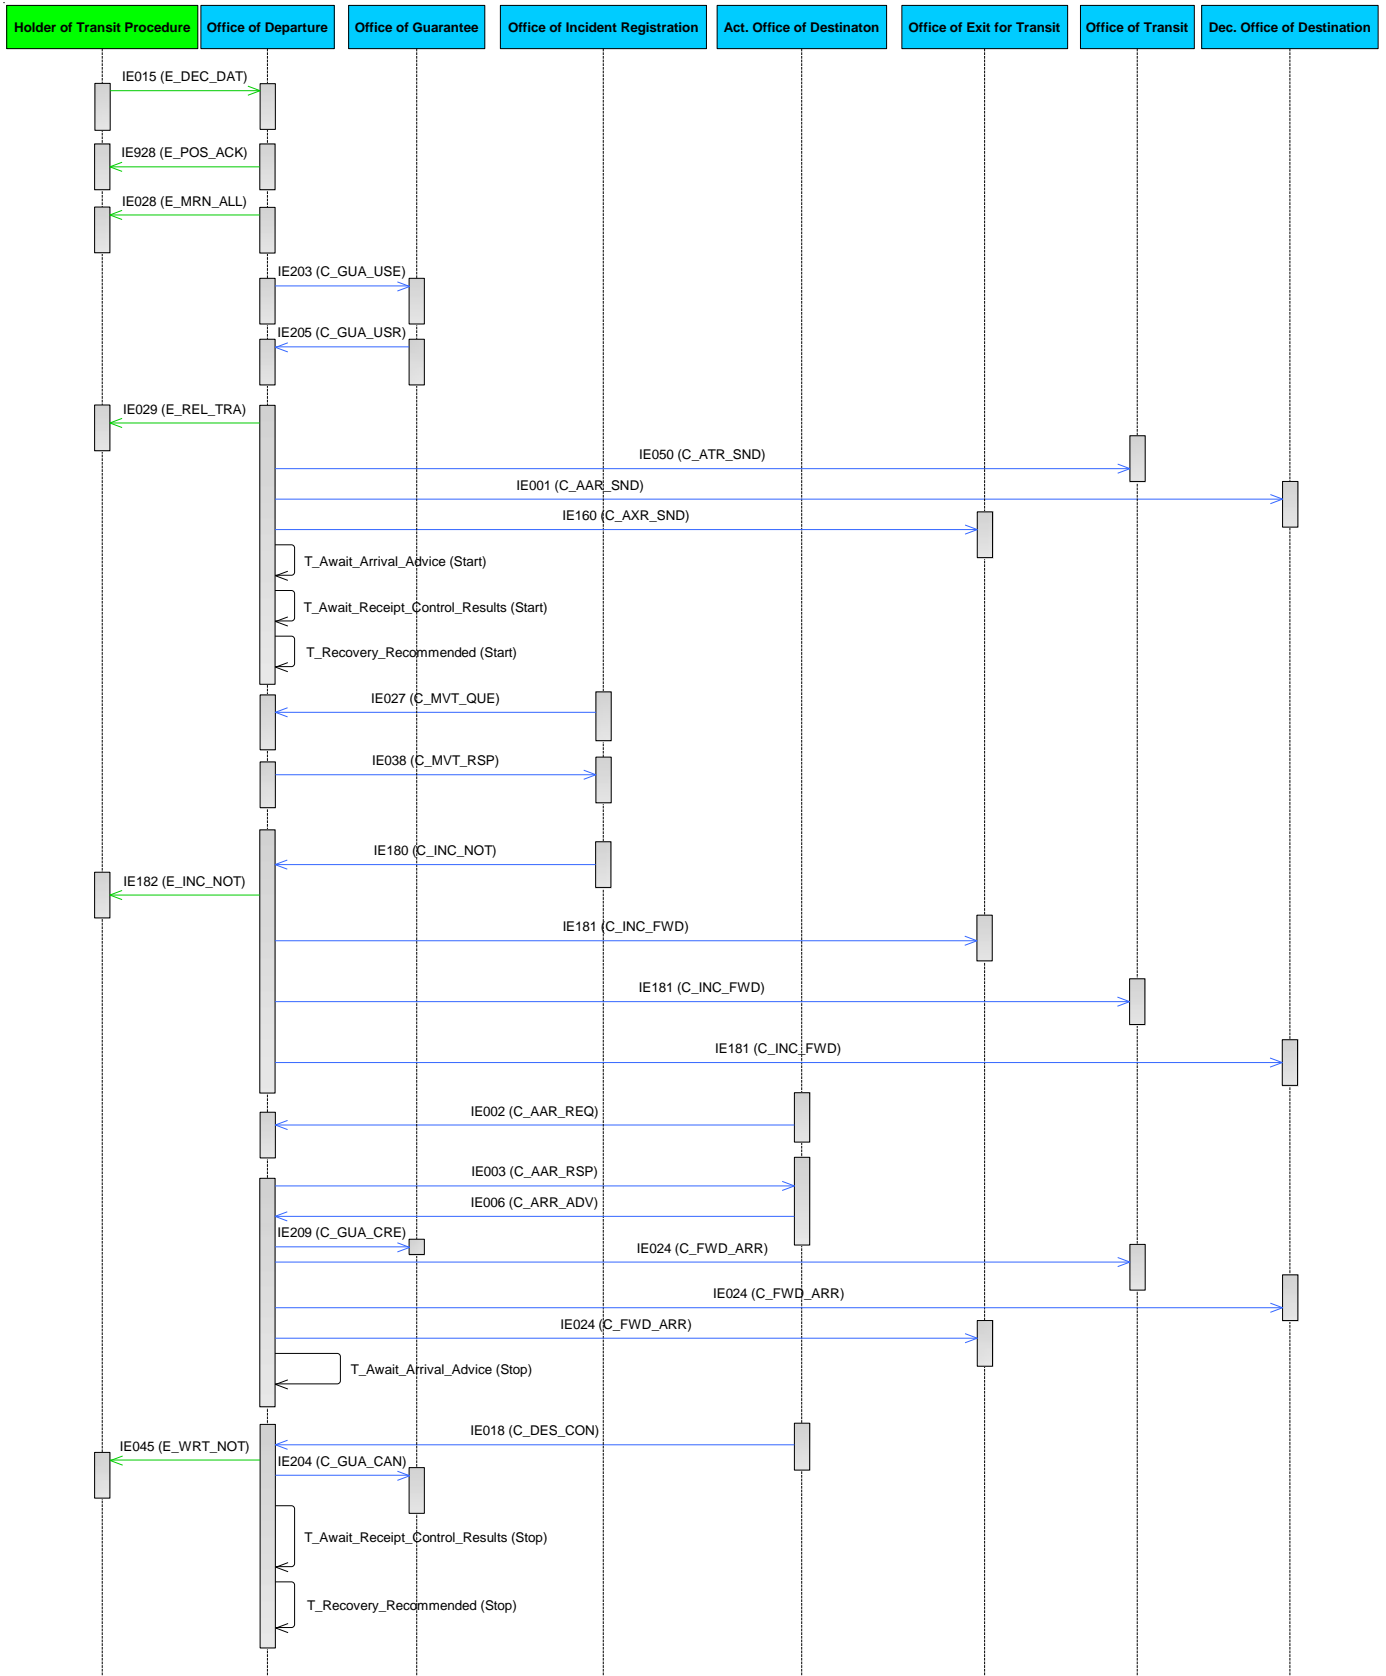 Holder of Transit Procedure
Office of Departure
Office of Guarantee
Office of Incident Registration
Act. Office of Destinaton
Office of Exit for Transit
Office of Transit
Dec. Office of Destination
IE015 (E_DEC_DAT)
IE928 (E_POS_ACK)
IE028 (E_MRN_ALL)
IE203 (C_GUA_USE)
IE205 (C_GUA_USR)
IE029 (E_REL_TRA)
IE050 (C_ATR_SND)
IE001 (C_AAR_SND)
IE160 (C_AXR_SND)
T_Await_Arrival_Advice (Start)
T_Await_Receipt_Control_Results (Start)
T_Recovery_Recommended (Start)
IE027 (C_MVT_QUE)
IE038 (C_MVT_RSP)
IE180 (C_INC_NOT)
IE182 (E_INC_NOT)
IE181 (C_INC_FWD)
IE181 (C_INC_FWD)
IE181 (C_INC_FWD)
IE002 (C_AAR_REQ)
IE003 (C_AAR_RSP)
IE006 (C_ARR_ADV)
IE209 (C_GUA_CRE)
IE024 (C_FWD_ARR)
IE024 (C_FWD_ARR)
IE024 (C_FWD_ARR)
T_Await_Arrival_Advice (Stop)
IE018 (C_DES_CON)
IE045 (E_WRT_NOT)
IE204 (C_GUA_CAN)
T_Await_Receipt_Control_Results (Stop)
T_Recovery_Recommended (Stop)